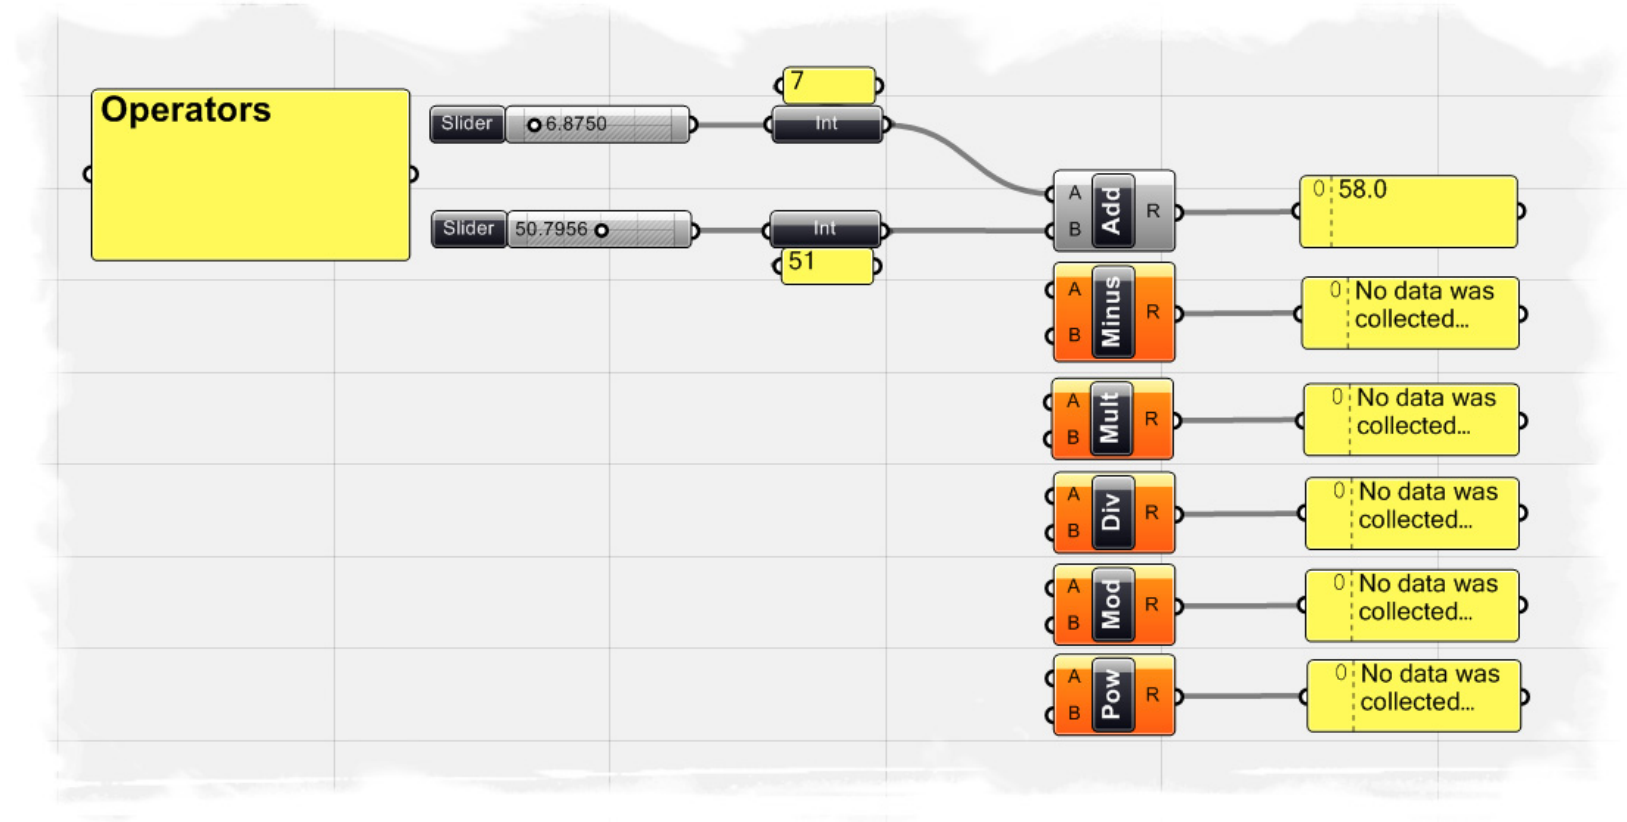 Operators
Slider 6.8750
7
Int
Slider 50.7956
Int
51
A
B
Add
R
0 58.0
A
B
Minus
R
0 No data was
collected...
A
B
Mult
R
0 No data was
collected...
A
B
Div
R
0 No data was
collected...
A
B
Mod
R
0 No data was
collected...
A
B
Pow
R
0 No data was
collected...